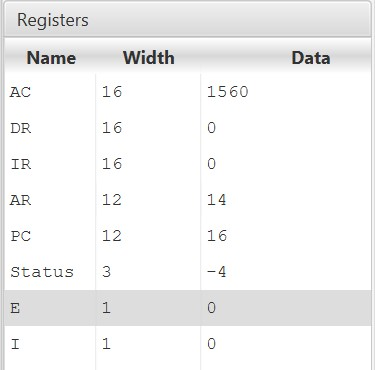 Registers
Name Width Data
AC 16 1560
DR 16 0
IR 16 0
AR 12 14
PC 12 16
Status 3 -4
E 1 0
I 1 0